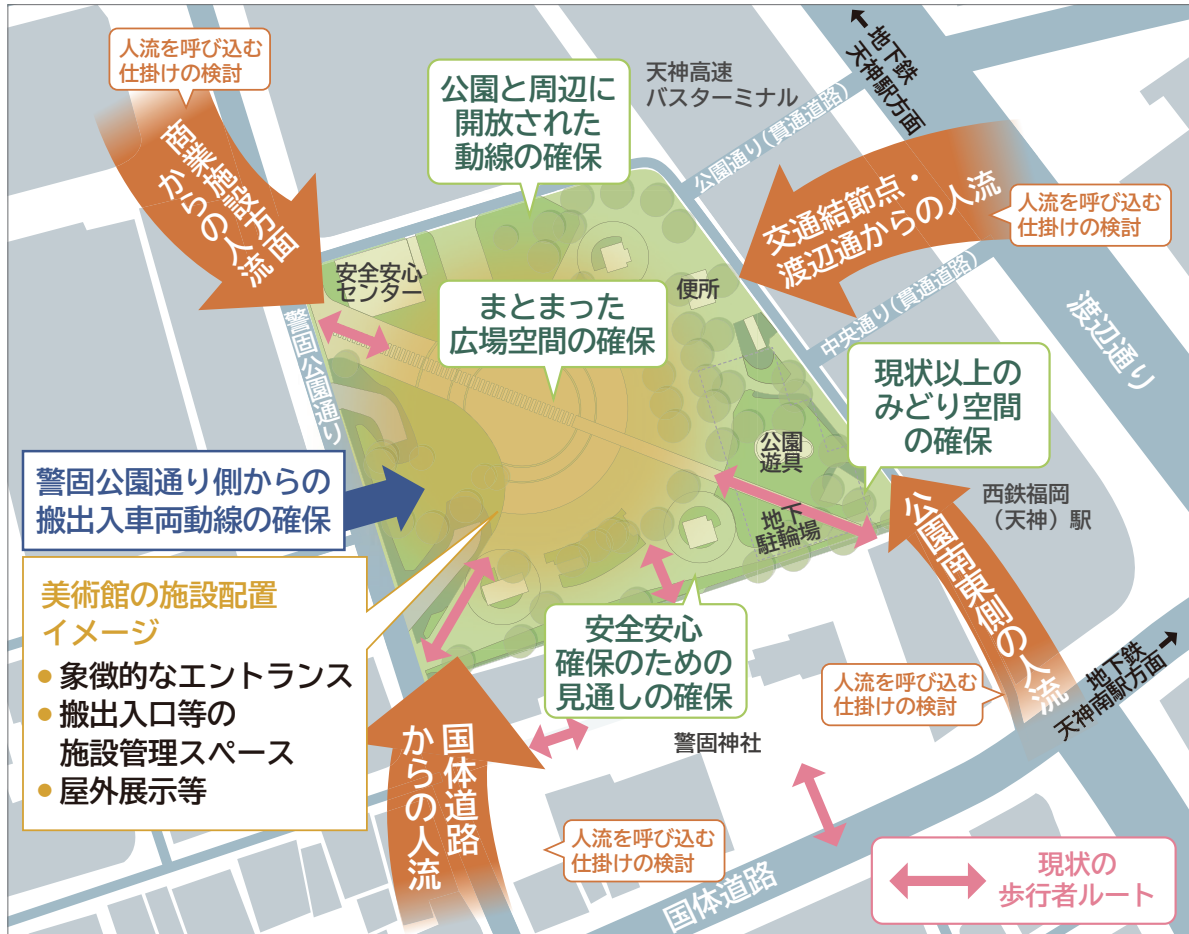 人流を呼び込む
仕掛けの検討
商業施設方面
からの人流
公園と周辺に
開放された
動線の確保
天神高速
バスターミナル
地下鉄
天神駅方面
公園通り(貫通道路)
交通結節点・
渡辺通からの人流
人流を呼び込む
仕掛けの検討
安全安心
センター
まとまった
広場空間の確保
便所
中央通り(貫通道路)
渡辺通り
警固公園通り
現状以上の
みどり空間
の確保
公園
遊具
地下
駐輪場
西鉄福岡
（天神）駅
警固公園通り側からの
搬出入車両動線の確保
美術館の施設配置
イメージ
● 象徴的なエントランス
● 搬出入口等の
施設管理スペース
● 屋外展示等
安全安心
確保のための
見通しの確保
公園南東側の人流
人流を呼び込む
仕掛けの検討
地下鉄
天神南駅方面
国体道路
からの人流
警固神社
人流を呼び込む
仕掛けの検討
国体道路
現状の
歩行者ルート